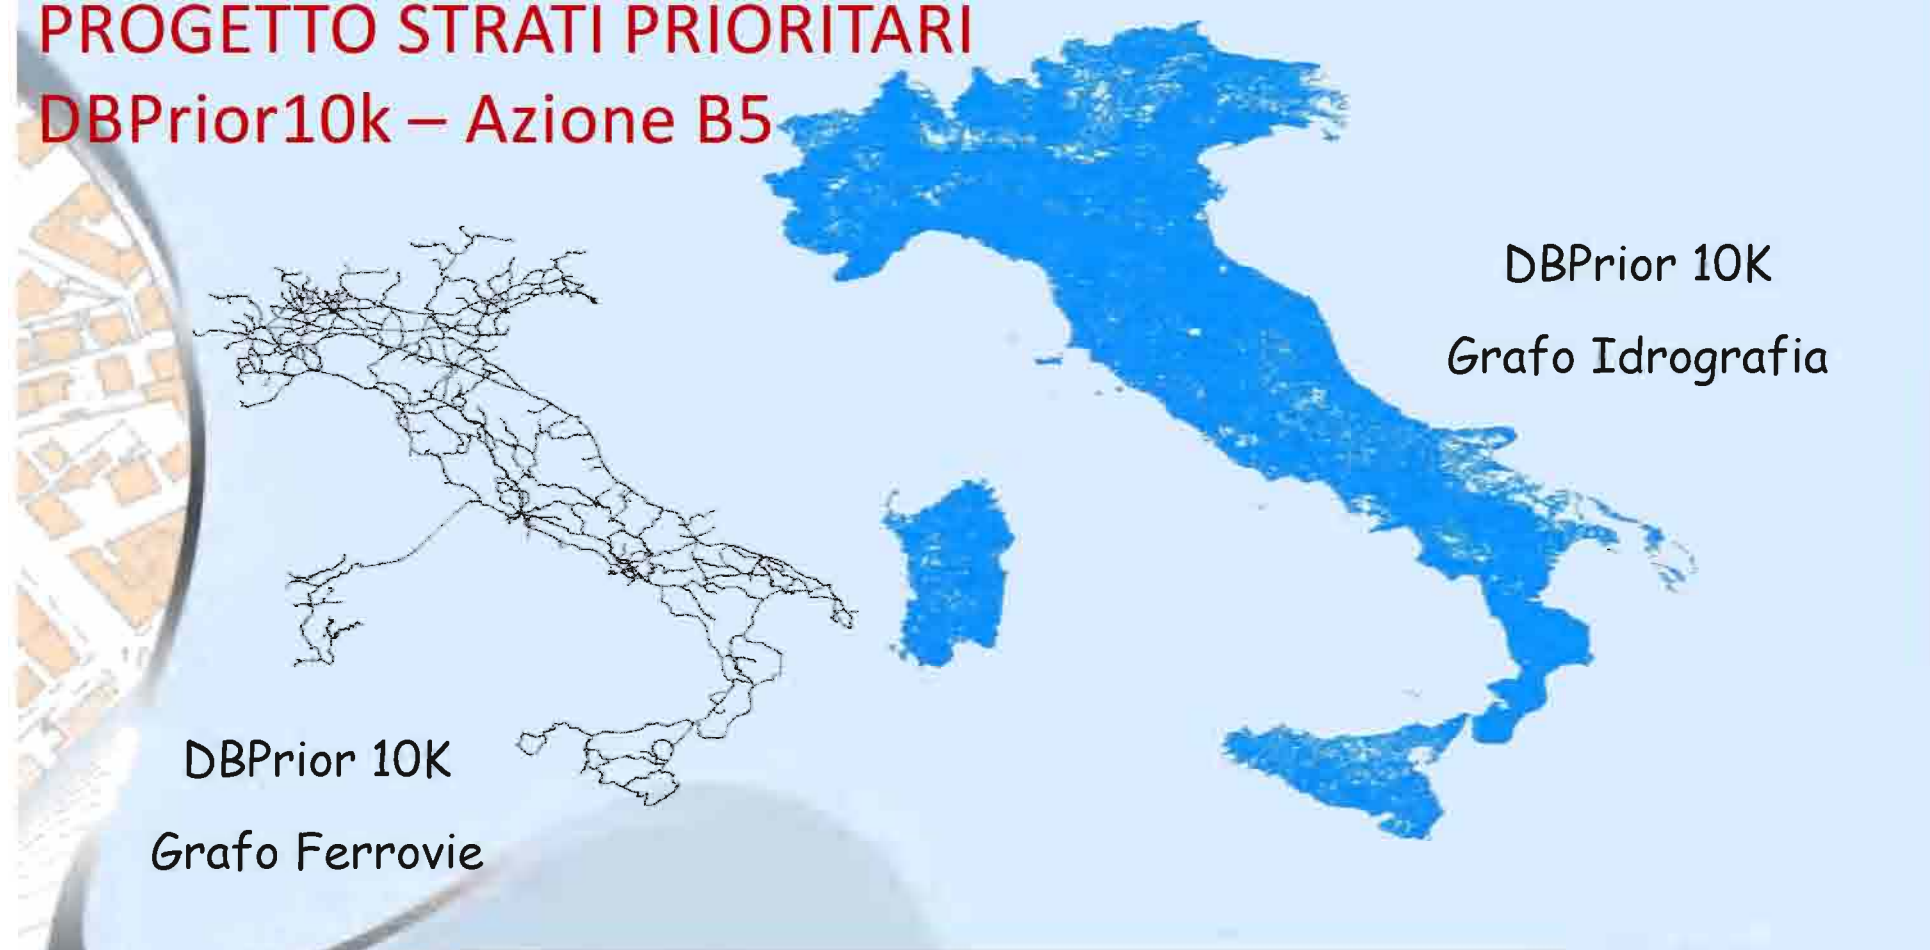 PROGETTO STRATI PRIORITARI
DBPrior10k – Azione B5
DBPrior 10K
Grafo Idrografia
DBPrior 10K
Grafo Ferrovie